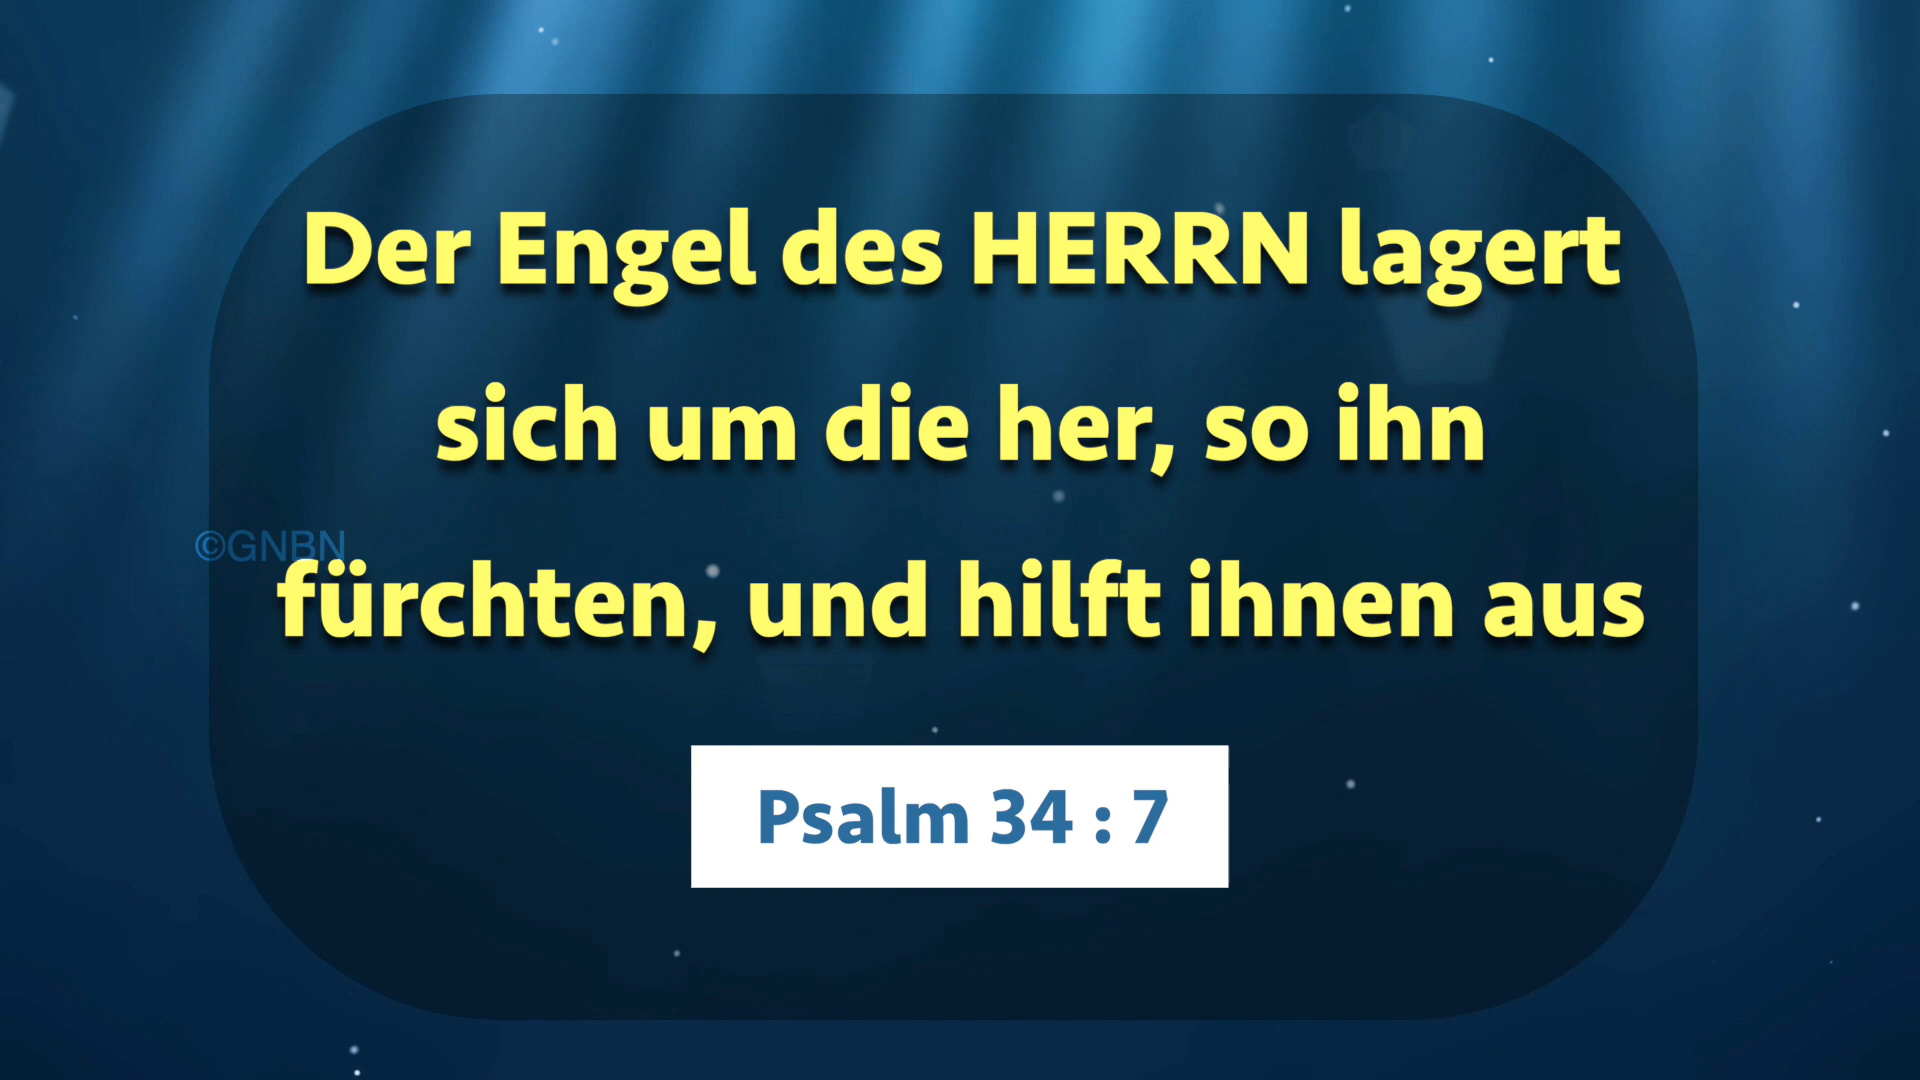 Der Engel des HERRN lagert
sich um die her, so ihn
©GNBN
fürchten, und hilft ihnen aus
Psalm 34 : 7